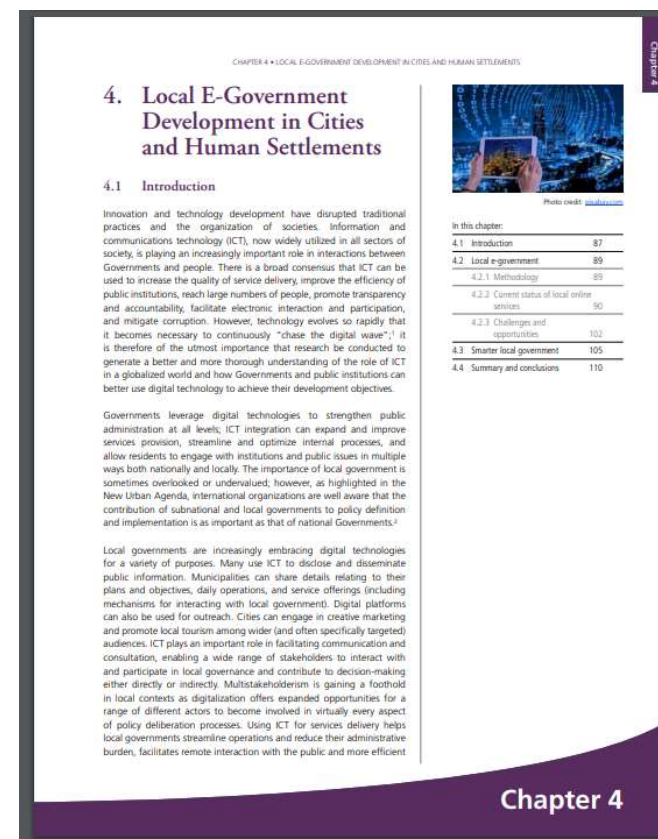 CHAPTER 4 • LOCAL E-GOVERNMENT DEVELOPMENT IN CITIES AND HUMAN SETTLEMENTS
Chapter 4
4. Local E-Government
Development in Cities
and Human Settlements
4.1 Introduction
Innovation and technology development have disrupted traditional
practices and the organization of societies. Information and
communications technology (ICT), now widely utilized in all sectors of
society, is playing an increasingly important role in interactions between
Governments and people. There is a broad consensus that ICT can be
used to increase the quality of service delivery, improve the efficiency of
public institutions, reach large numbers of people, promote transparency
and accountability, facilitate electronic interaction and participation,
and mitigate corruption. However, technology evolves so rapidly that
it becomes necessary to continuously “chase the digital wave”;¹ it
is therefore of the utmost importance that research be conducted to
generate a better and more thorough understanding of the role of ICT
in a globalized world and how Governments and public institutions can
better use digital technology to achieve their development objectives.
Governments leverage digital technologies to strengthen public
administration at all levels; ICT integration can expand and improve
services provision, streamline and optimize internal processes, and
allow residents to engage with institutions and public issues in multiple
ways both nationally and locally. The importance of local government is
sometimes overlooked or undervalued; however, as highlighted in the
New Urban Agenda, international organizations are well aware that the
contribution of subnational and local governments to policy definition
and implementation is as important as that of national Governments.²
Local governments are increasingly embracing digital technologies
for a variety of purposes. Many use ICT to disclose and disseminate
public information. Municipalities can share details relating to their
plans and objectives, daily operations, and service offerings (including
mechanisms for interacting with local government). Digital platforms
can also be used for outreach. Cities can engage in creative marketing
and promote local tourism among wider (and often specifically targeted)
audiences. ICT plays an important role in facilitating communication and
consultation, enabling a wide range of stakeholders to interact with
and participate in local governance and contribute to decision-making
either directly or indirectly. Multistakeholderism is gaining a foothold
in local contexts as digitalization offers expanded opportunities for a
range of different actors to become involved in virtually every aspect
of policy deliberation processes. Using ICT for services delivery helps
local governments streamline operations and reduce their administrative
burden, facilitates remote interaction with the public and more efficient
Photo credit: pixabay.com
In this chapter:
4.1 Introduction 87
4.2 Local e-government 89
4.2.1 Methodology 89
4.2.2 Current status of local online
services 90
4.2.3 Challenges and
opportunities 102
4.3 Smarter local government 105
4.4 Summary and conclusions 110
Chapter 4